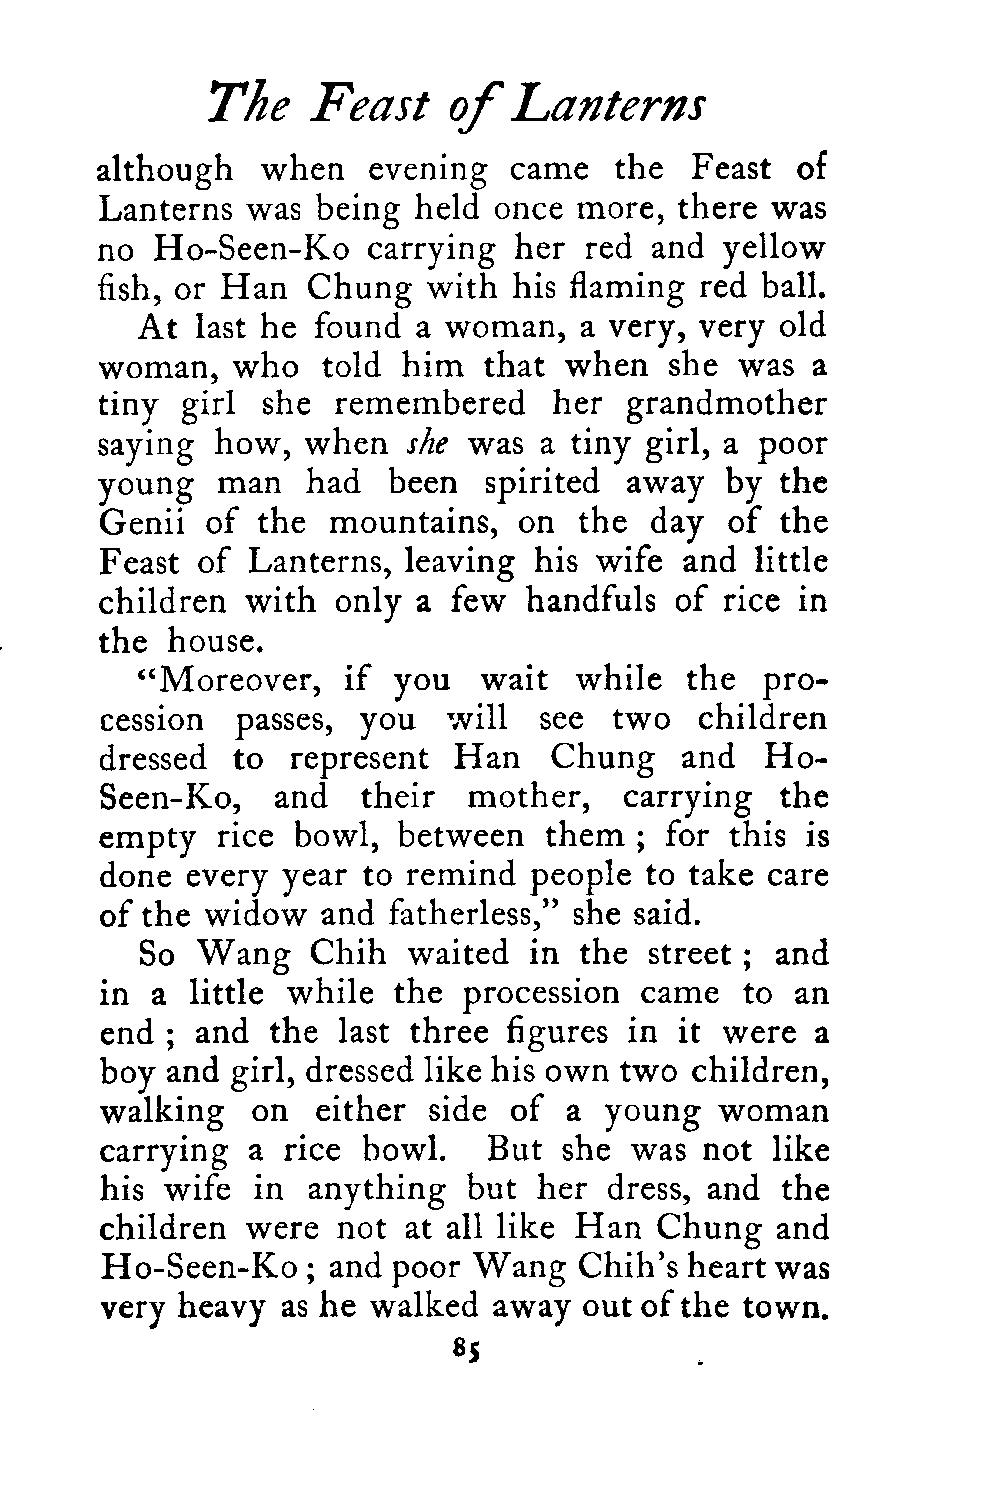 The Feast of Lanterns
although when evening came the Feast of
Lanterns was being held once more, there was
no Ho-Seen-Ko carrying her red and yellow
fish, or Han Chung with his flaming red ball.
At last he found a woman, a very, very old
woman, who told him that when she was a
tiny girl she remembered her grandmother
saying how, when she was a tiny girl, a poor
young man had been spirited away by the
Genii of the mountains, on the day of the
Feast of Lanterns, leaving his wife and little
children with only a few handfuls of rice in
the house.
“Moreover, if you wait while the pro-
cession passes, you will see two children
dressed to represent Han Chung and Ho-
Seen-Ko, and their mother, carrying the
empty rice bowl, between them ; for this is
done every year to remind people to take care
of the widow and fatherless,” she said.
So Wang Chih waited in the street ; and
in a little while the procession came to an
end ; and the last three figures in it were a
boy and girl, dressed like his own two children,
walking on either side of a young woman
carrying a rice bowl. But she was not like
his wife in anything but her dress, and the
children were not at all like Han Chung and
Ho-Seen-Ko ; and poor Wang Chih's heart was
very heavy as he walked away out of the town.
85